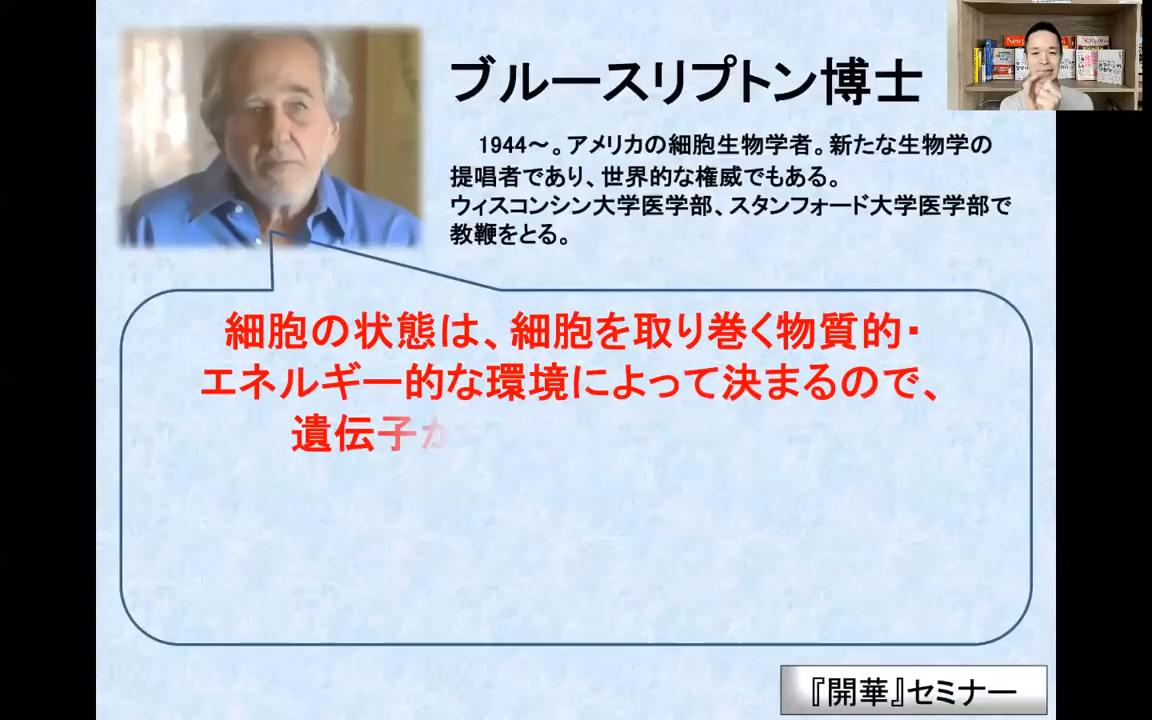 ブルースリプトン博士
1944～。アメリカの細胞生物学者。新たな生物学の
提唱者であり、世界的な権威でもある。
ウィスコンシン大学医学部、スタンフォード大学医学部で
教鞭をとる。
細胞の状態は、細胞を取り巻く物質的・
エネルギー的な環境によって決まるので、
遺伝子が
『開華』セミナー